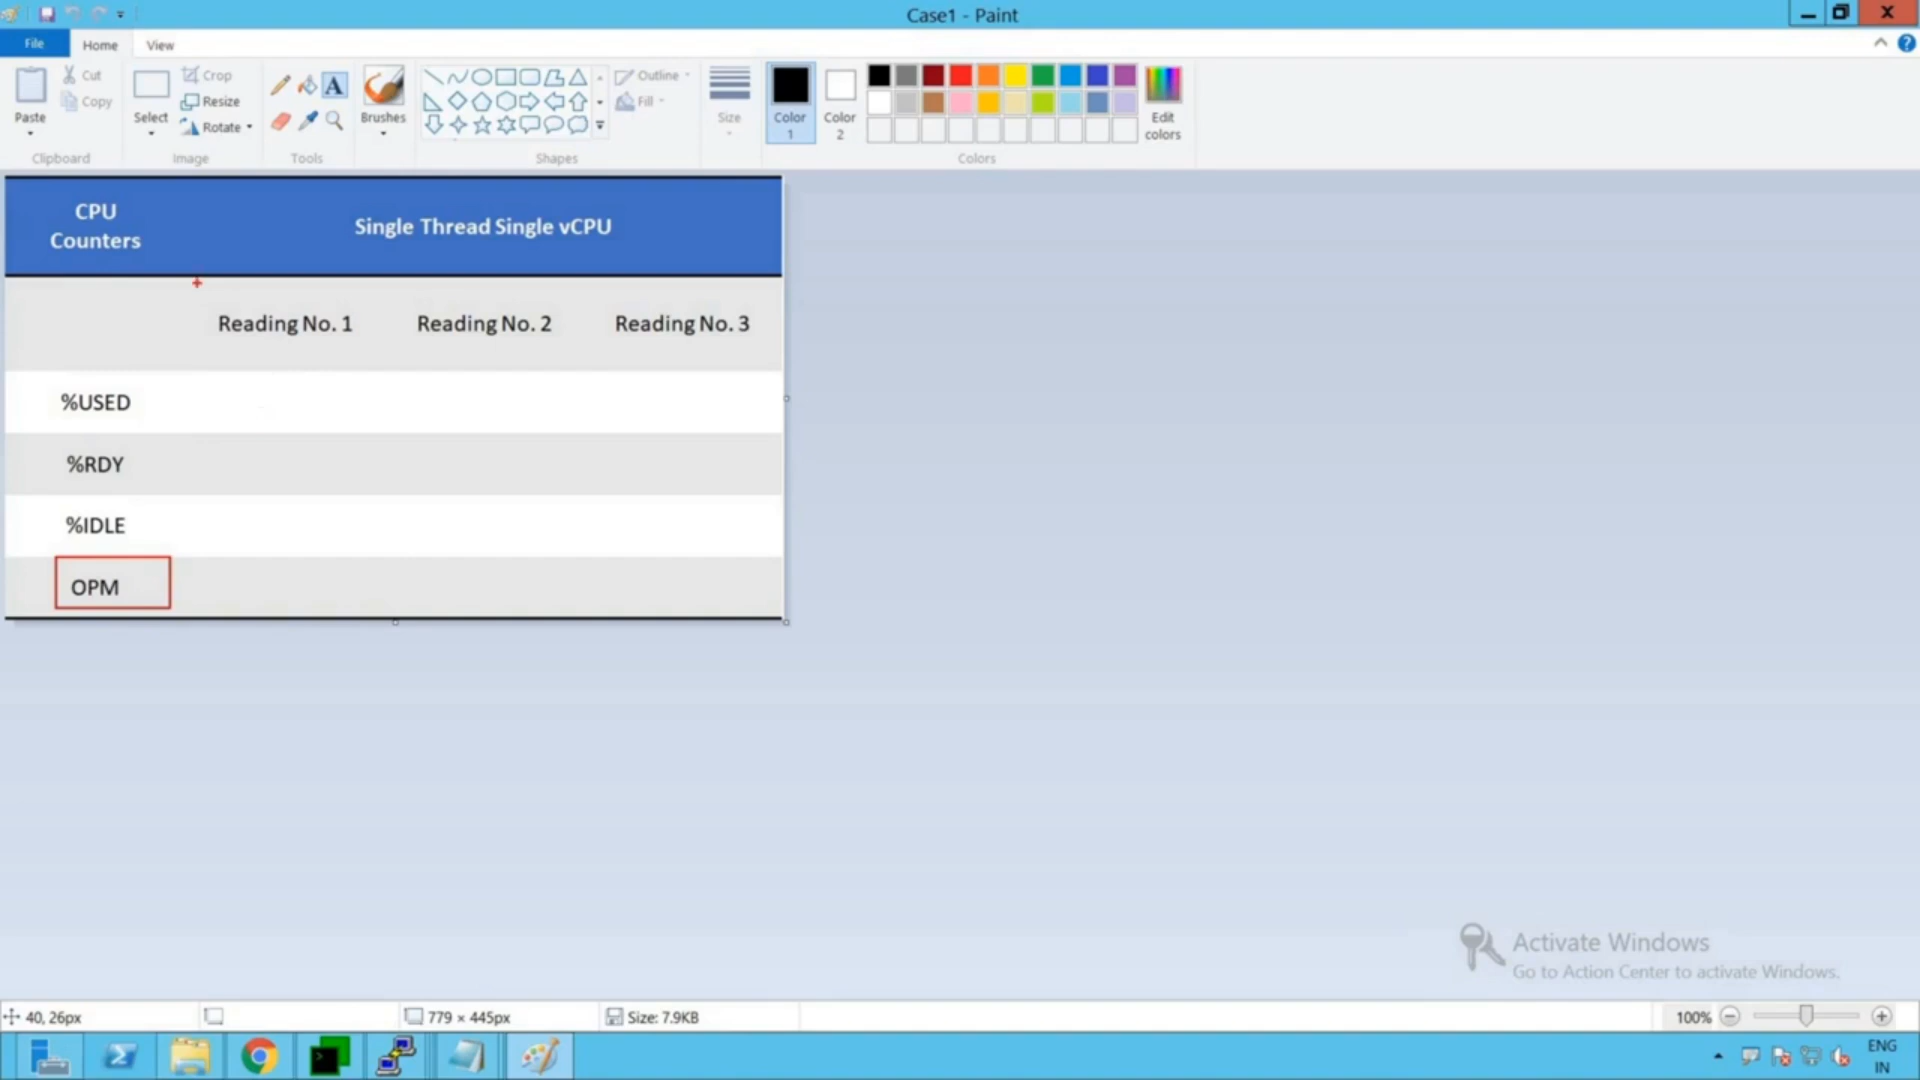 Case1 - Paint
File
Home
View
Paste
Cut
Copy
Clipboard
Select
Crop
Resize
Rotate
Image
A
Tools
Brushes
Outline
Fill
Shapes
Size
Color
1
Color
2
Edit
colors
Colors
CPU
Counters
Single Thread Single vCPU
Reading No. 1
Reading No. 2
Reading No. 3
%USED
%RDY
%IDLE
OPM
Activate Windows
Go to Action Center to activate Windows.
40, 26px
779 × 445px
Size: 7.9KB
100%
ENG
IN